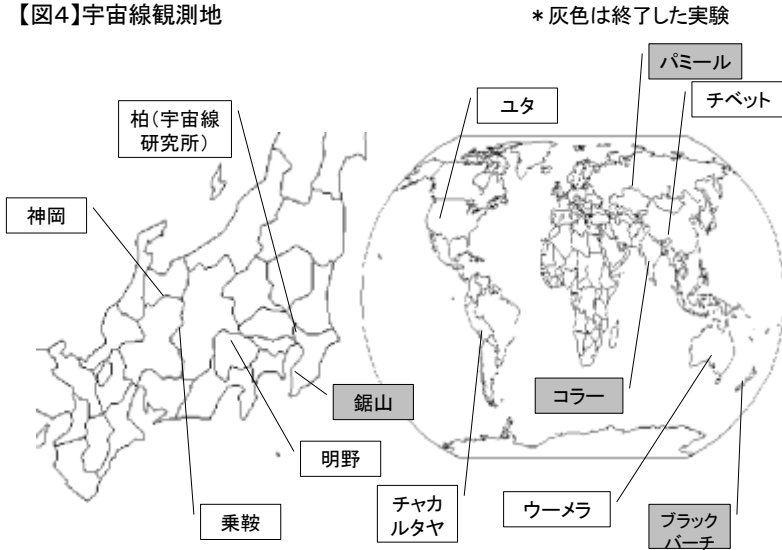 【図4】宇宙線観測地
*灰色は終了した実験
パミール
チベット
ユタ
柏(宇宙線
研究所)
神岡
鋸山
コラー
明野
乗鞍
チャカ
ルタヤ
ウーメラ
ブラック
バーチ